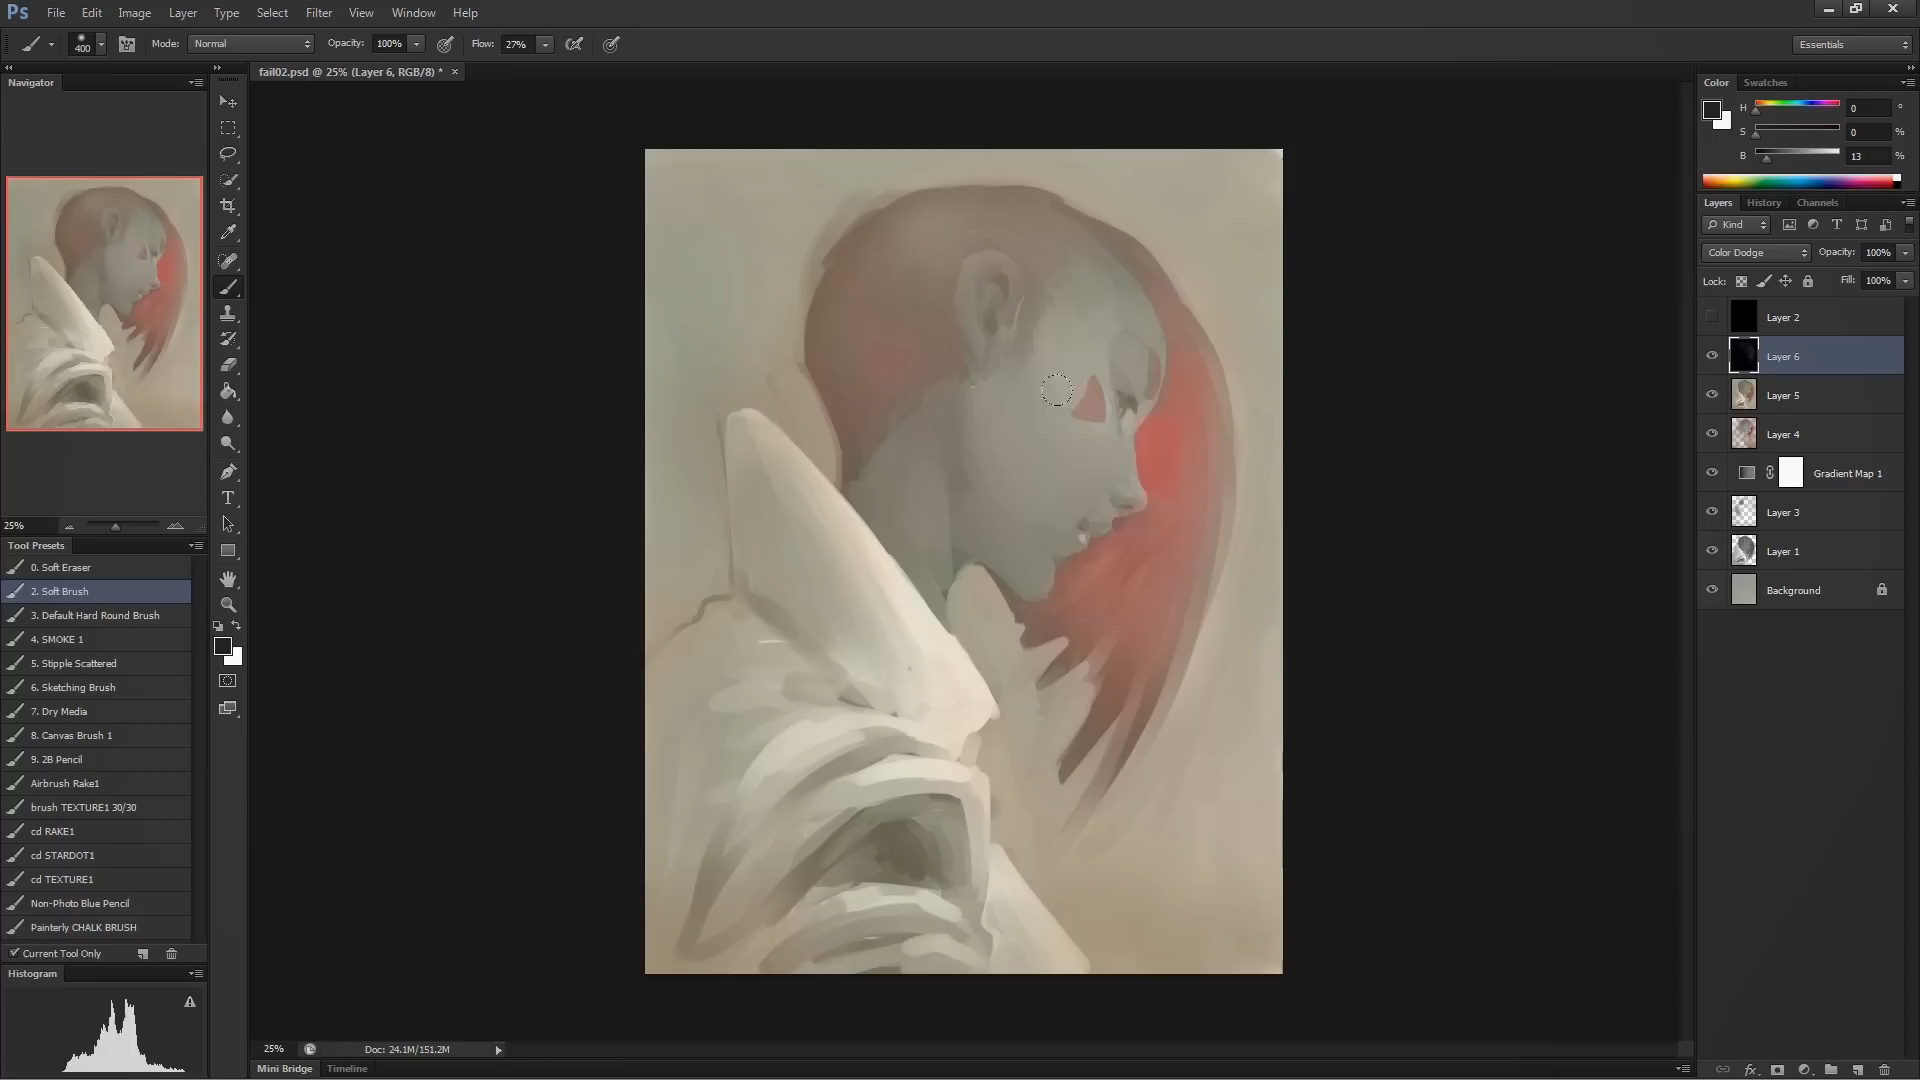 Ps File Edit Image Layer Type Select Filter View Window Help
400 Mode: Normal Opacity: 100% Flow: 27% Essentials
fail02.psd @ 25% (Layer 6, RGB/8) * ×
Navigator
25%
Tool Presets
0. Soft Eraser
2. Soft Brush
3. Default Hard Round Brush
4. SMOKE 1
5. Stipple Scattered
6. Sketching Brush
7. Dry Media
8. Canvas Brush 1
9. 2B Pencil
Airbrush Rake1
brush TEXTURE1 30/30
cd RAKE1
cd STARDOT1
cd TEXTURE1
Non-Photo Blue Pencil
Painterly CHALK BRUSH
Current Tool Only
Histogram
25% Doc: 24.1M/151.2M
Mini Bridge Timeline
Color Swatches
H 0 °
S 0 %
B 13 %
Layers History Channels
Kind
Color Dodge Opacity: 100%
Lock: Fill: 100%
Layer 2
Layer 6
Layer 5
Layer 4
Gradient Map 1
Layer 3
Layer 1
Background
fx